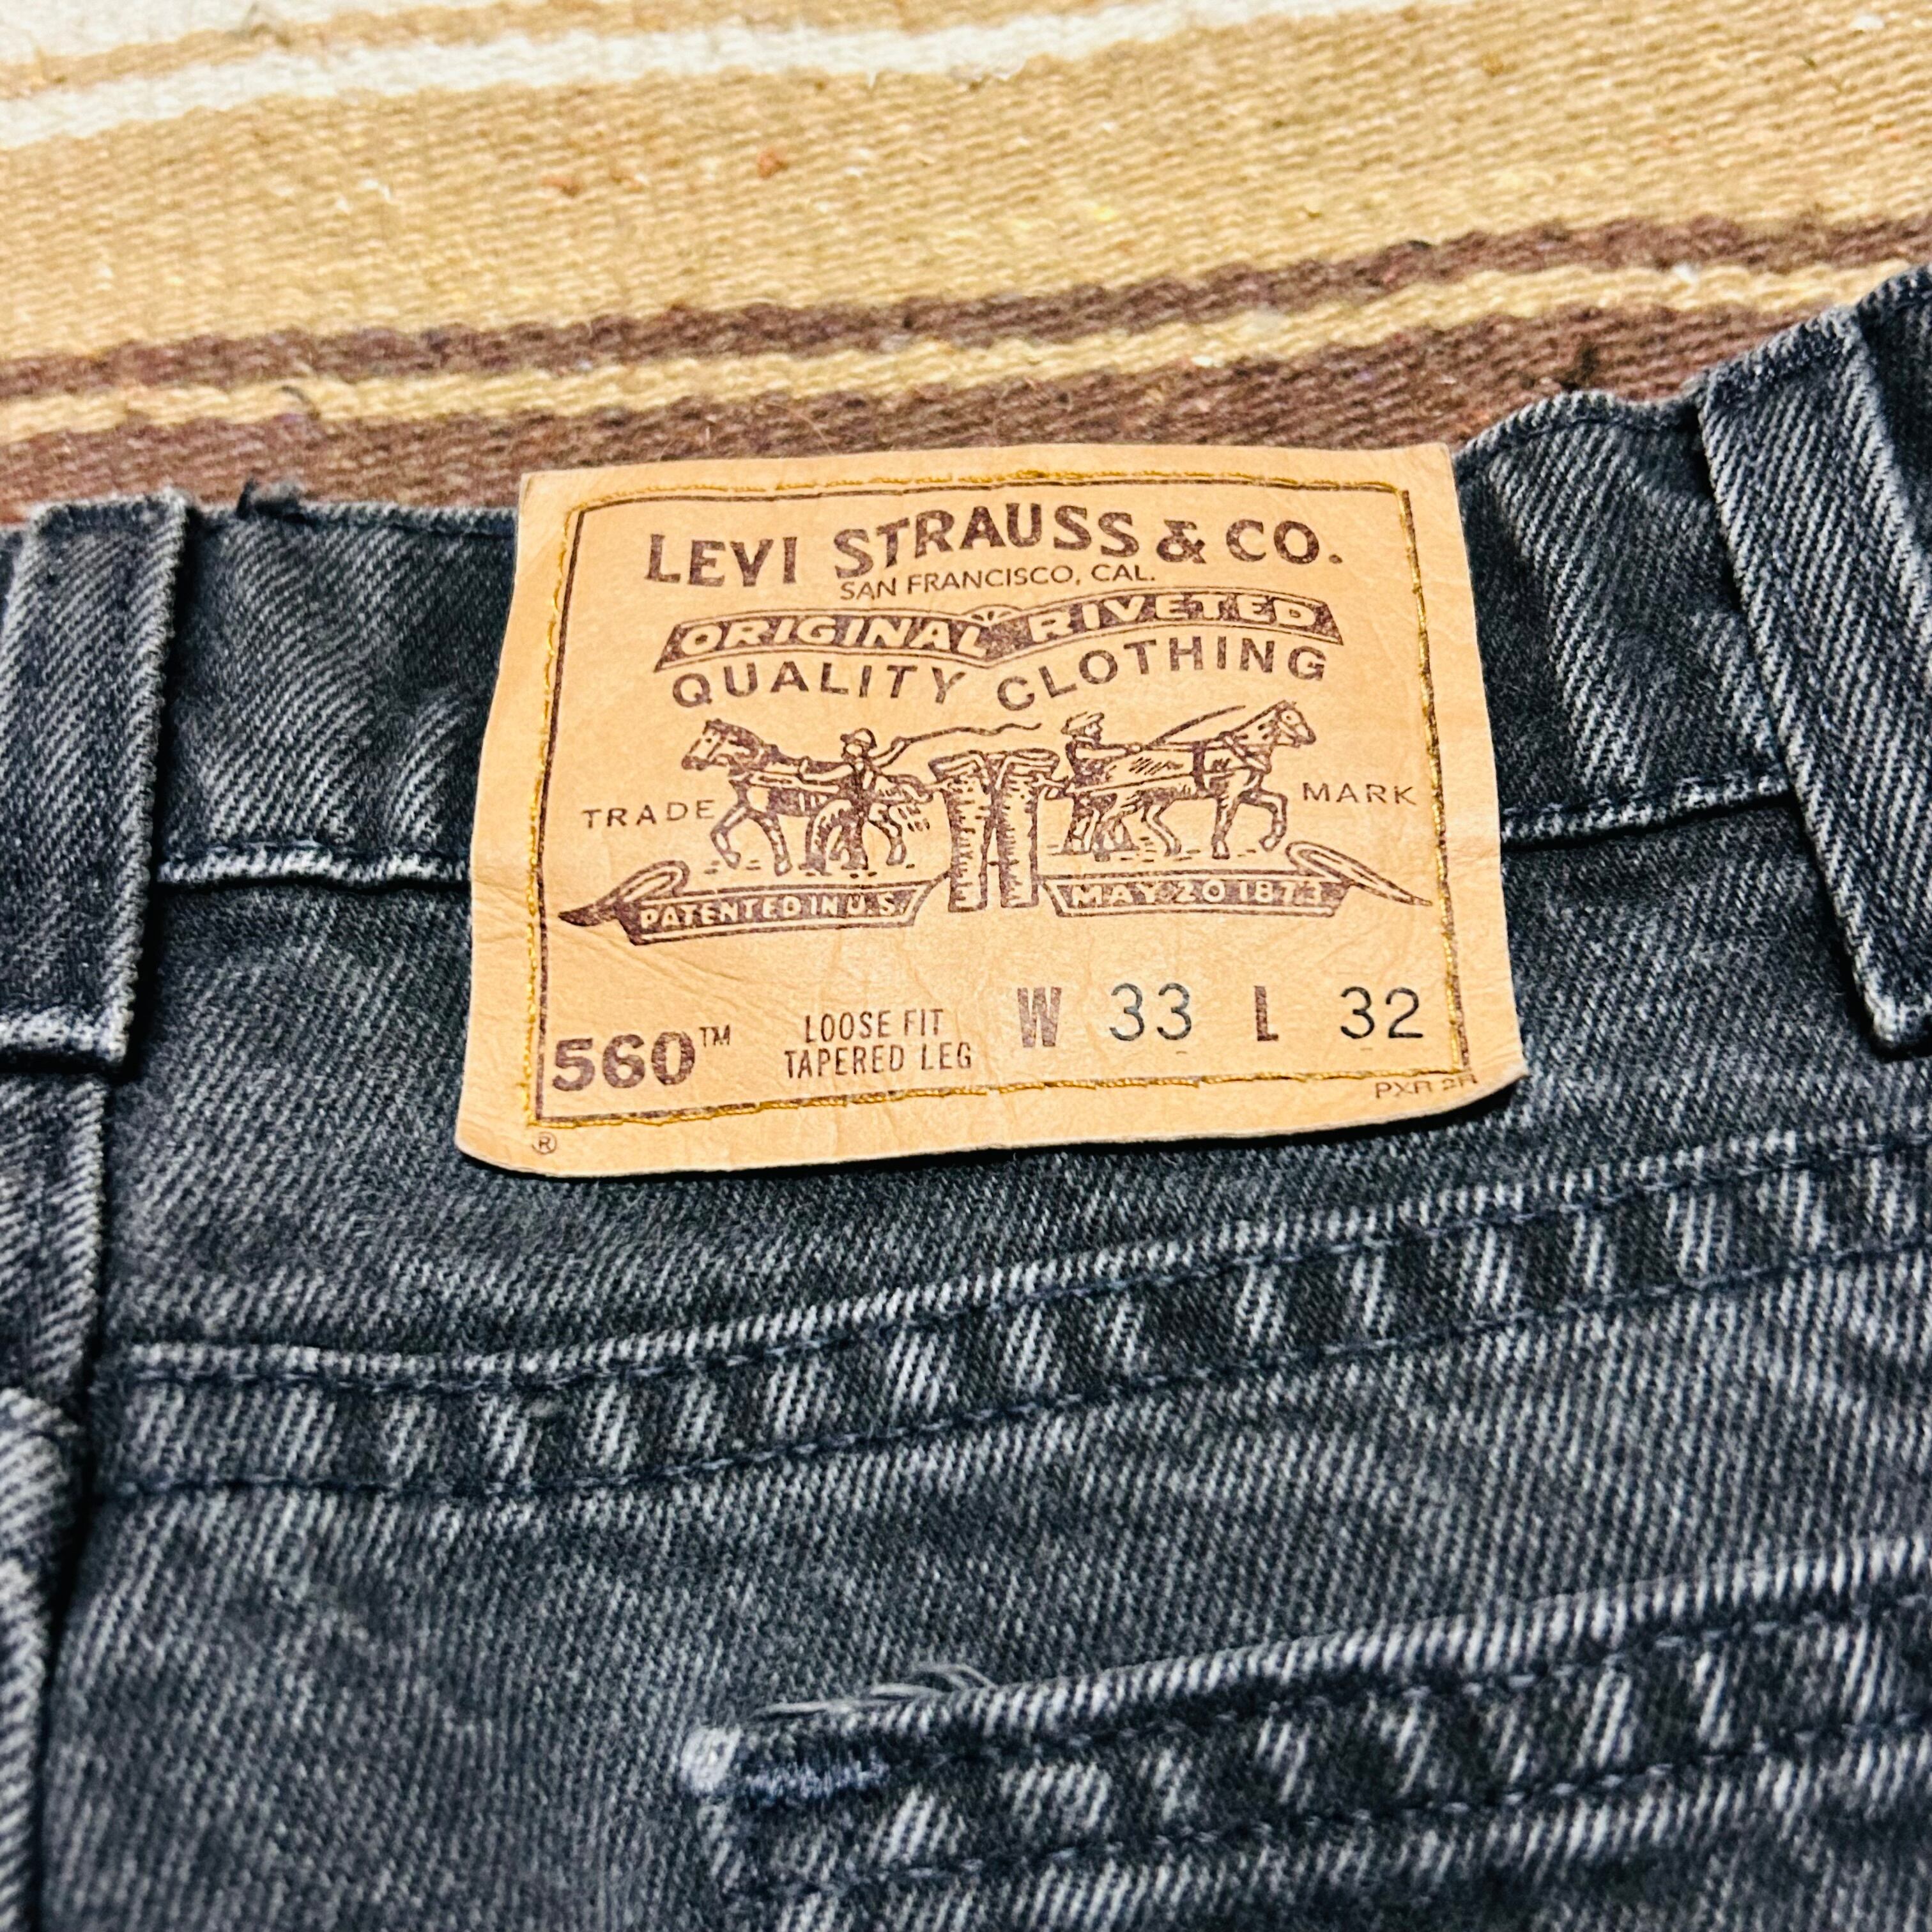 LEVI STRAUSS & CO.
SAN FRANCISCO, CAL.
ORIGINAL RIVETED
QUALITY CLOTHING
TRADE MARK
PATENTED IN U.S. MAY 20 1873
560™ LOOSE FIT TAPERED LEG W 33 L 32
®